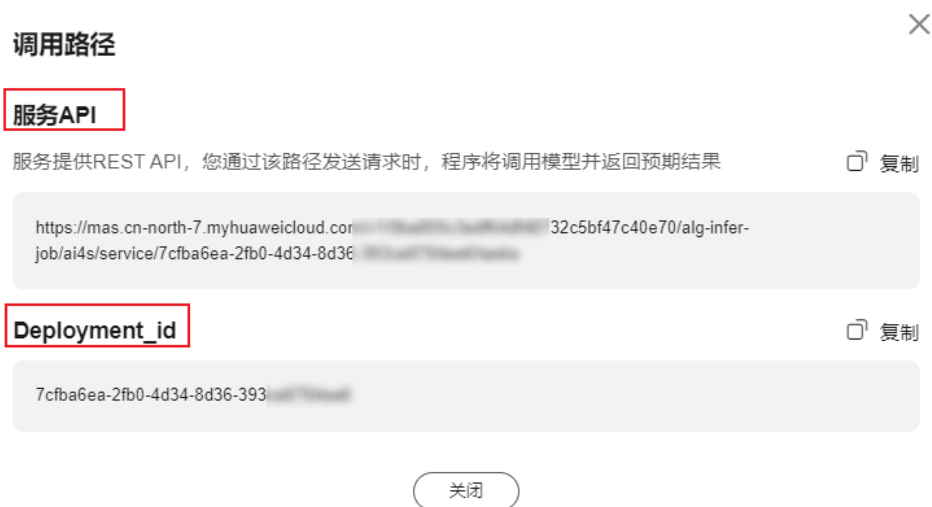 调用路径
服务API
服务提供REST API，您通过该路径发送请求时，程序将调用模型并返回预期结果
复制
https://mas.cn-north-7.myhuaweicloud.com 32c5bf47c40e70/alg-infer-
job/ai4s/service/7cfba6ea-2fb0-4d34-8d36
Deployment_id
复制
7cfba6ea-2fb0-4d34-8d36-393
关闭